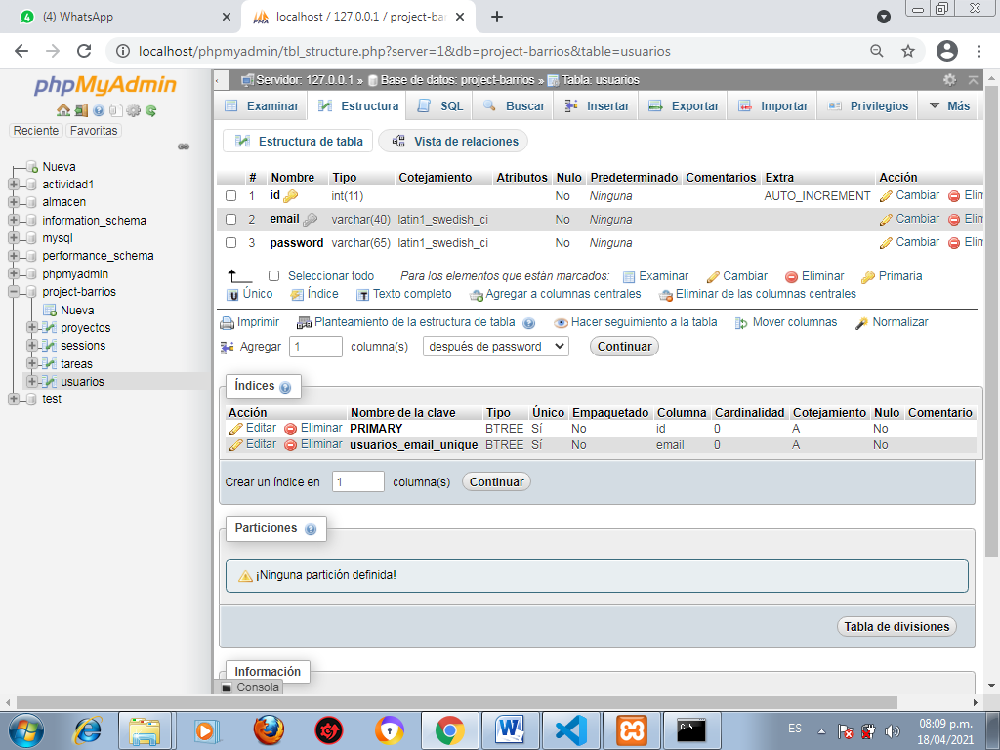 (4) WhatsApp
localhost / 127.0.0.1 / project-bar
localhost/phpmyadmin/tbl_structure.php?server=1&db=project-barrios&table=usuarios
phpMyAdmin
Reciente Favoritas
Nueva
actividad1
almacen
information_schema
mysql
performance_schema
phpmyadmin
project-barrios
Nueva
proyectos
sessions
tareas
usuarios
test
Servidor: 127.0.0.1 » Base de datos: project-barrios » Tabla: usuarios
Examinar Estructura SQL Buscar Insertar Exportar Importar Privilegios Más
Estructura de tabla Vista de relaciones
# Nombre Tipo Cotejamiento Atributos Nulo Predeterminado Comentarios Extra Acción
1 id int(11) No Ninguna AUTO_INCREMENT Cambiar Elim
2 email varchar(40) latin1_swedish_ci No Ninguna Cambiar Elim
3 password varchar(65) latin1_swedish_ci No Ninguna Cambiar Elim
Seleccionar todo Para los elementos que están marcados: Examinar Cambiar Eliminar Primaria
Único Índice Texto completo Agregar a columnas centrales Eliminar de las columnas centrales
Imprimir Planteamiento de la estructura de tabla Hacer seguimiento a la tabla Mover columnas Normalizar
Agregar 1 columna(s) después de password Continuar
Índices
Acción Nombre de la clave Tipo Único Empaquetado Columna Cardinalidad Cotejamiento Nulo Comentario
Editar Eliminar PRIMARY BTREE Sí No id 0 A No
Editar Eliminar usuarios_email_unique BTREE Sí No email 0 A No
Crear un índice en 1 columna(s) Continuar
Particiones
¡Ninguna partición definida!
Tabla de divisiones
Información
Consola
ES
08:09 p.m.
18/04/2021